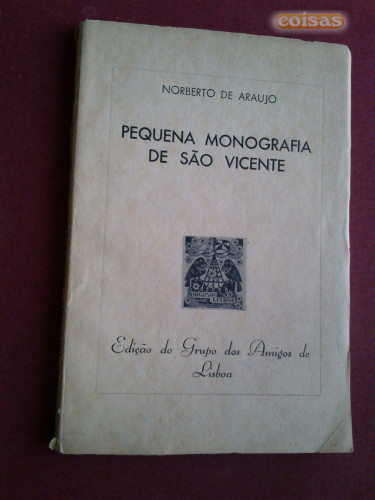 coisas
NORBERTO DE ARAUJO
PEQUENA MONOGRAFIA
DE SÃO VICENTE
Edição do Grupo dos Amigos de
Lisboa